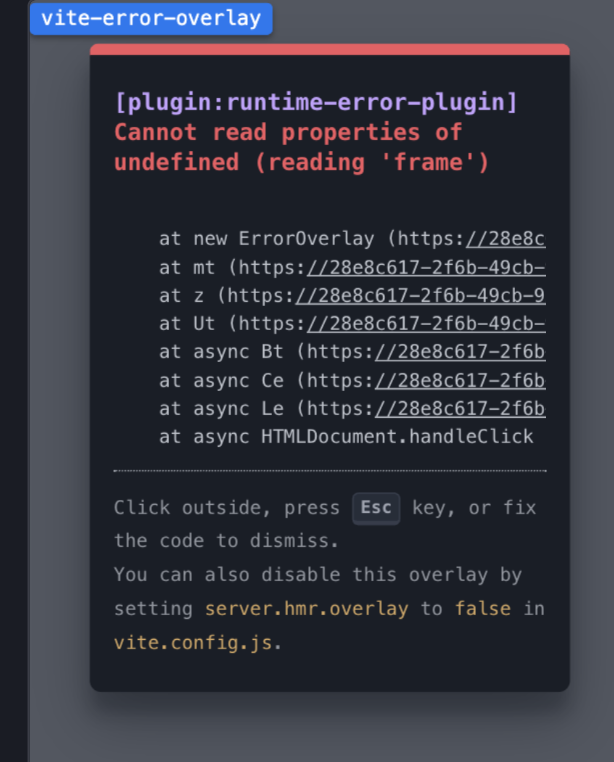 vite-error-overlay
[plugin:runtime-error-plugin]
Cannot read properties of
undefined (reading 'frame')
at new ErrorOverlay (https://28e8c
at mt (https://28e8c617-2f6b-49cb-
at z (https://28e8c617-2f6b-49cb-9
at Ut (https://28e8c617-2f6b-49cb-
at async Bt (https://28e8c617-2f6b
at async Ce (https://28e8c617-2f6b
at async Le (https://28e8c617-2f6b
at async HTMLDocument.handleClick
Click outside, press Esc key, or fix
the code to dismiss.
You can also disable this overlay by
setting server.hmr.overlay to false in
vite.config.js.